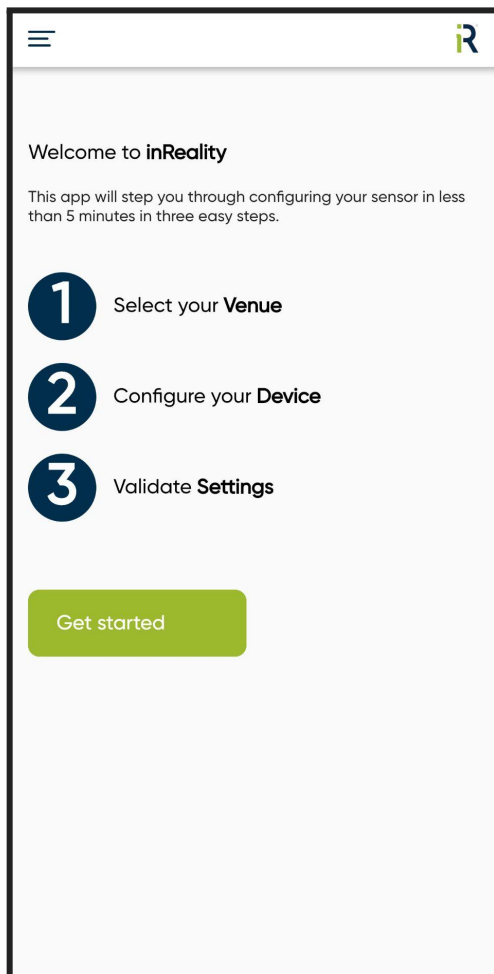 iR
Welcome to inReality
This app will step you through configuring your sensor in less
than 5 minutes in three easy steps.
1 Select your Venue
2 Configure your Device
3 Validate Settings
Get started